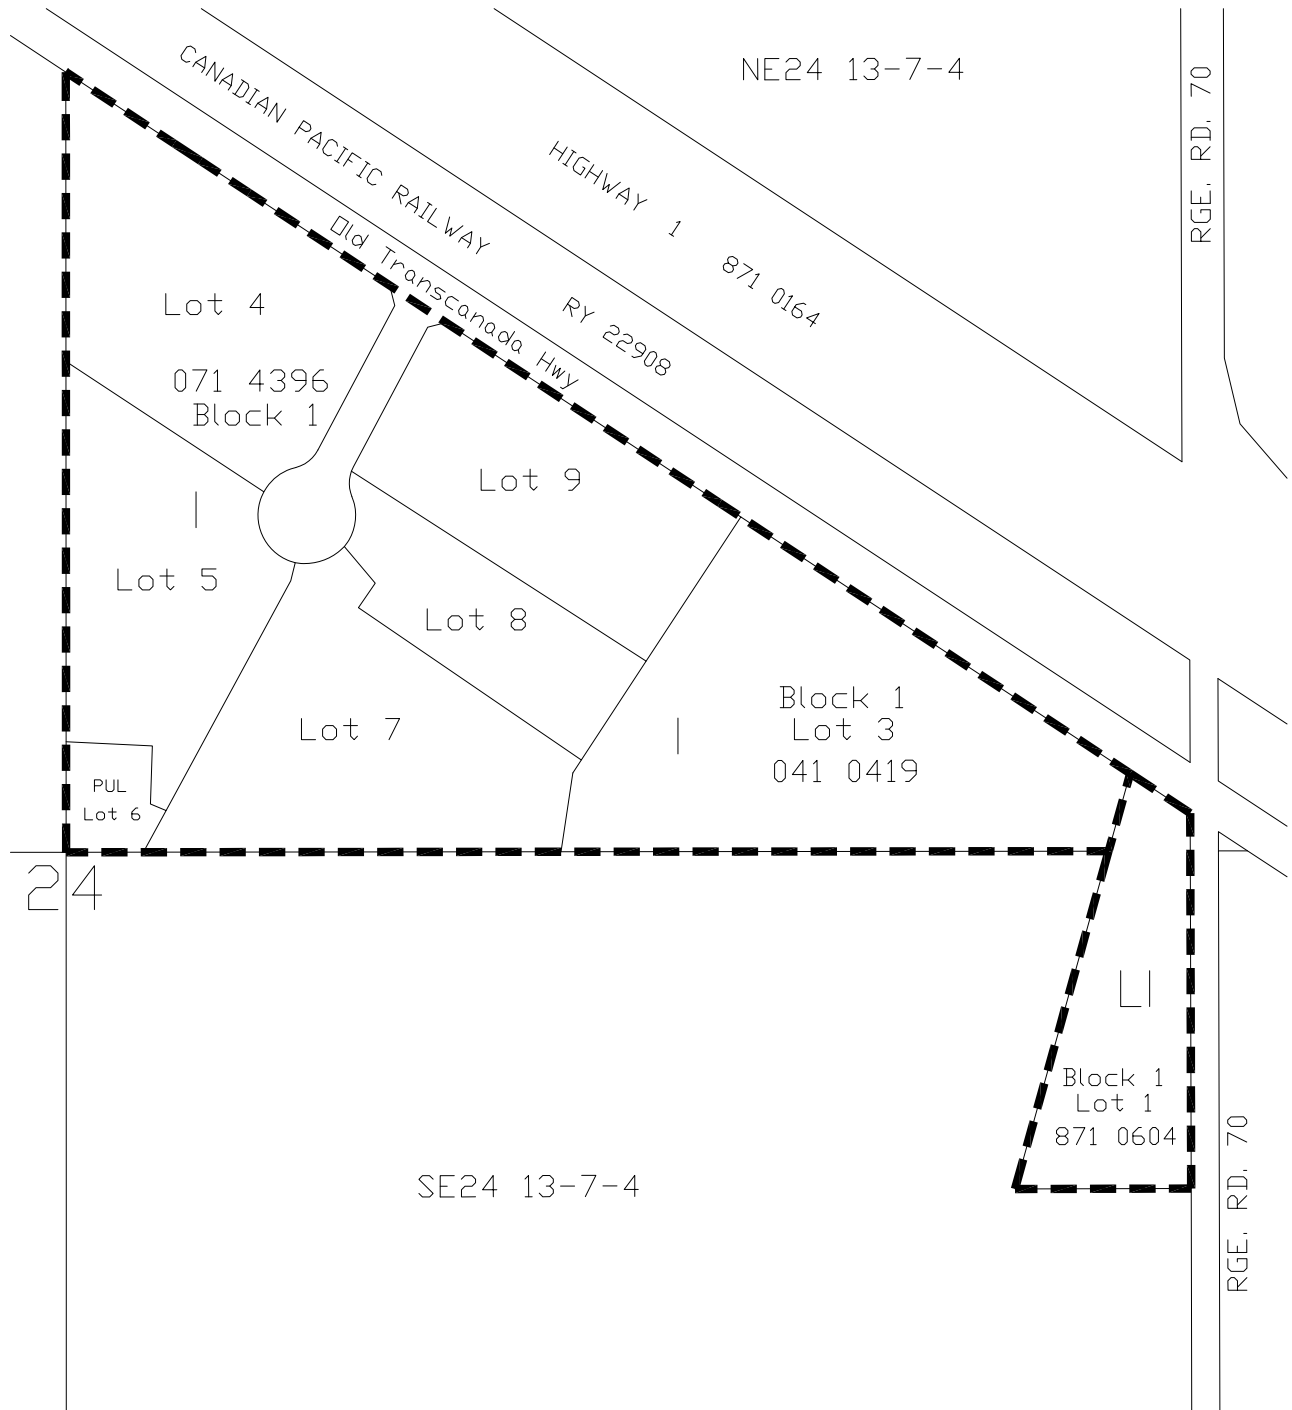 NE24 13-7-4
RGE. RD. 70
CANADIAN PACIFIC RAILWAY
HIGHWAY 1
871 0164
Old Transcanada Hwy
RY 22908
Lot 4
071 4396
Block 1
Lot 9
I
Lot 5
Lot 8
Block 1
Lot 3
041 0419
I
Lot 7
PUL
Lot 6
24
LI
Block 1
Lot 1
871 0604
SE24 13-7-4
RGE. RD. 70